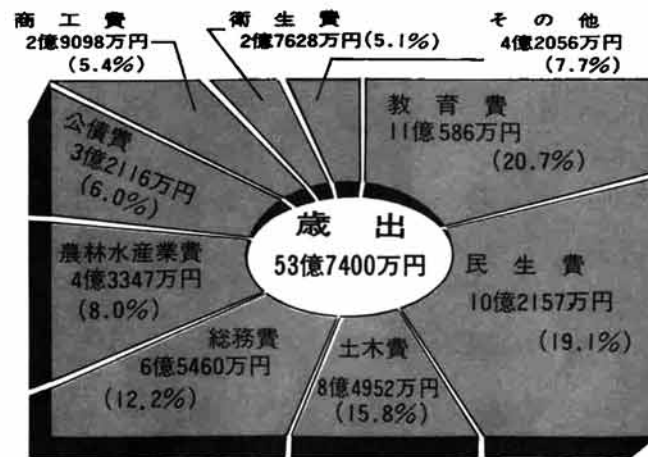 商工費
2億9098万円
(5.4%)
衛生費
2億7628万円(5.1%)
その他
4億2056万円
(7.7%)
教育費
11億586万円
(20.7%)
公債費
3億2116万円
(6.0%)
歳出
53億7400万円
農林水産業費
4億3347万円
(8.0%)
民生費
10億2157万円
(19.1%)
総務費
6億5460万円
(12.2%)
土木費
8億4952万円
(15.8%)